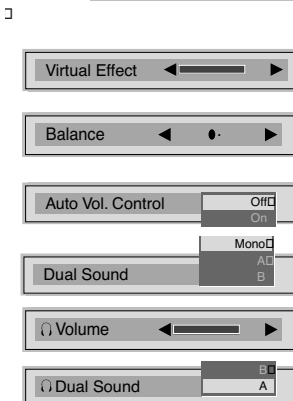 Virtual Effect
Balance
Auto Vol. Control
Off
On
Mono
A
B
Dual Sound
Volume
B
Dual Sound
A